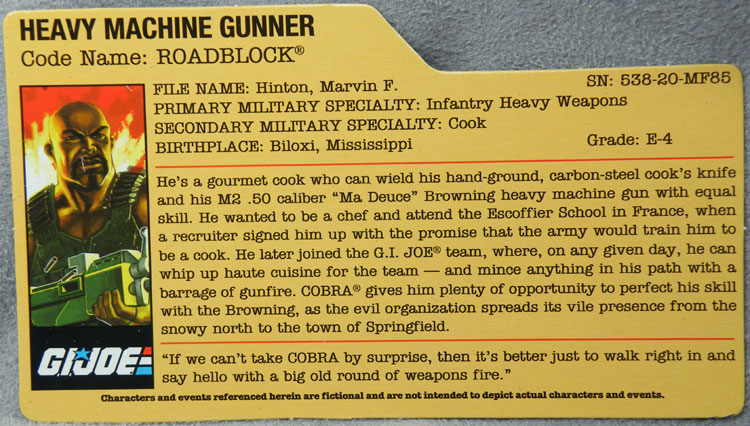 HEAVY MACHINE GUNNER
Code Name: ROADBLOCK®
FILE NAME: Hinton, Marvin F.
SN: 538-20-MF85
PRIMARY MILITARY SPECIALTY: Infantry Heavy Weapons
SECONDARY MILITARY SPECIALTY: Cook
BIRTHPLACE: Biloxi, Mississippi
Grade: E-4
He's a gourmet cook who can wield his hand-ground, carbon-steel cook's knife
and his M2 .50 caliber "Ma Deuce" Browning heavy machine gun with equal
skill. He wanted to be a chef and attend the Escoffier School in France, when
a recruiter signed him up with the promise that the army would train him to
be a cook. He later joined the G.I. JOE® team, where, on any given day, he can
whip up haute cuisine for the team — and mince anything in his path with a
barrage of gunfire. COBRA® gives him plenty of opportunity to perfect his skill
with the Browning, as the evil organization spreads its vile presence from the
snowy north to the town of Springfield.
G.I.JOE
"If we can't take COBRA by surprise, then it's better just to walk right in and
say hello with a big old round of weapons fire."
Characters and events referenced herein are fictional and are not intended to depict actual characters and events.